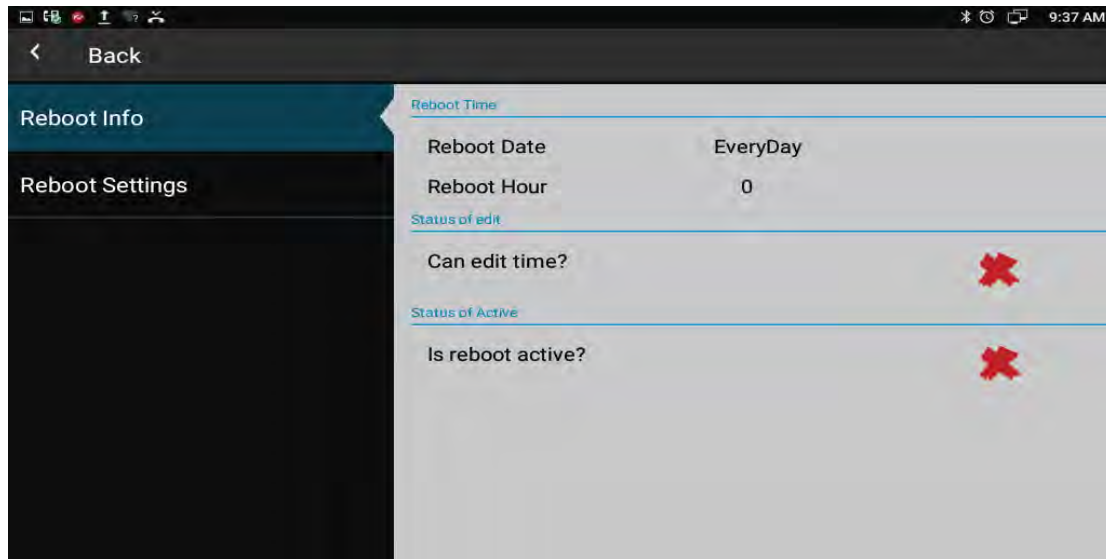 9:37 AM
Back
Reboot Info
Reboot Settings
Reboot Time
Reboot Date EveryDay
Reboot Hour 0
Status of edit
Can edit time?
Status of Active
Is reboot active?